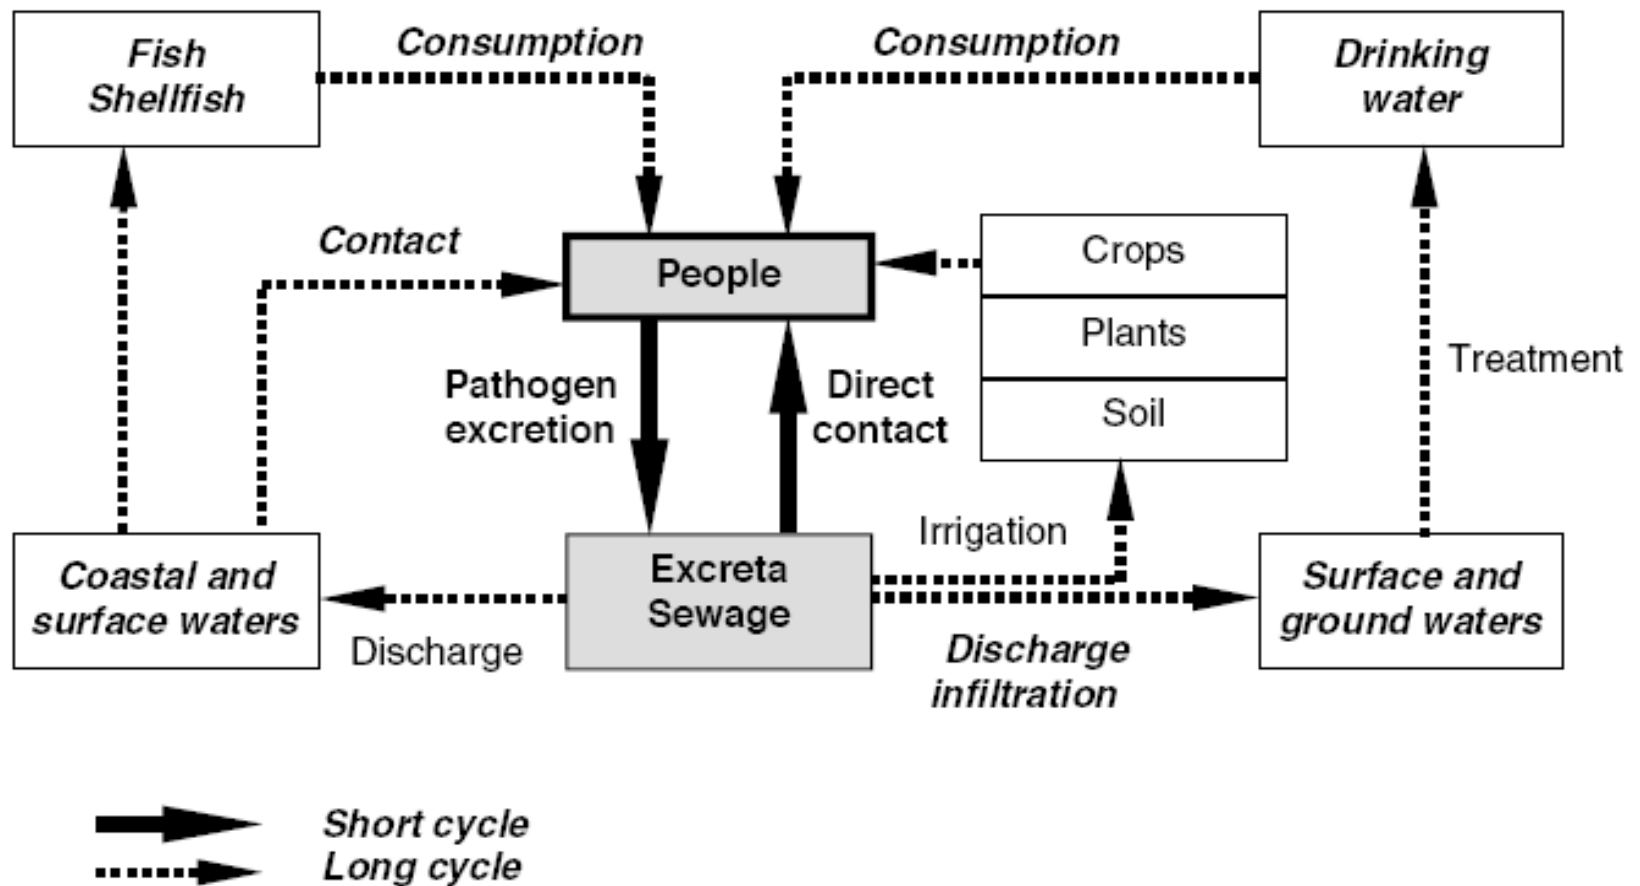 Fish
Shellfish
Consumption
Consumption
Drinking
water
Contact
People
Crops
Plants
Soil
Pathogen
excretion
Direct
contact
Treatment
Irrigation
Coastal and
surface waters
Discharge
Excreta
Sewage
Discharge
infiltration
Surface and
ground waters
Short cycle
Long cycle